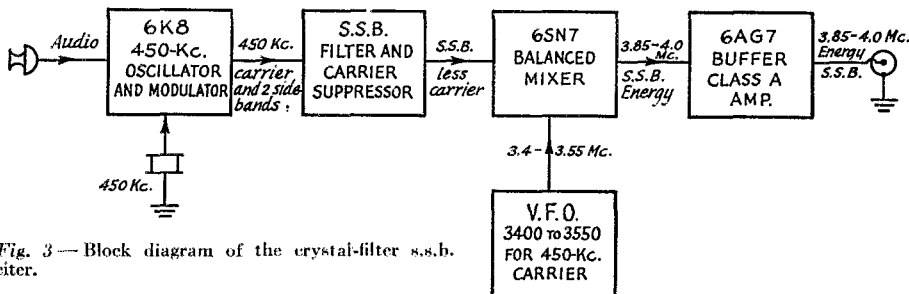 Audio
6K8
450-Kc.
OSCILLATOR
AND MODULATOR
450 Kc.
450 Kc.
carrier
and 2 side-
bands
S.S.B.
FILTER AND
CARRIER
SUPPRESSOR
S.S.B.
less
carrier
6SN7
BALANCED
MIXER
3.4- 3.55 Mc.
V.F.O.
3400 TO 3550
FOR 450-KC.
CARRIER
3.85-4.0
Mc.
S.S.B.
Energy
6AG7
BUFFER
CLASS A
AMP.
3.85-4.0 Mc.
Energy
S.S.B.
Fig. 3 — Block diagram of the crystal-filter s.s.b.
citer.